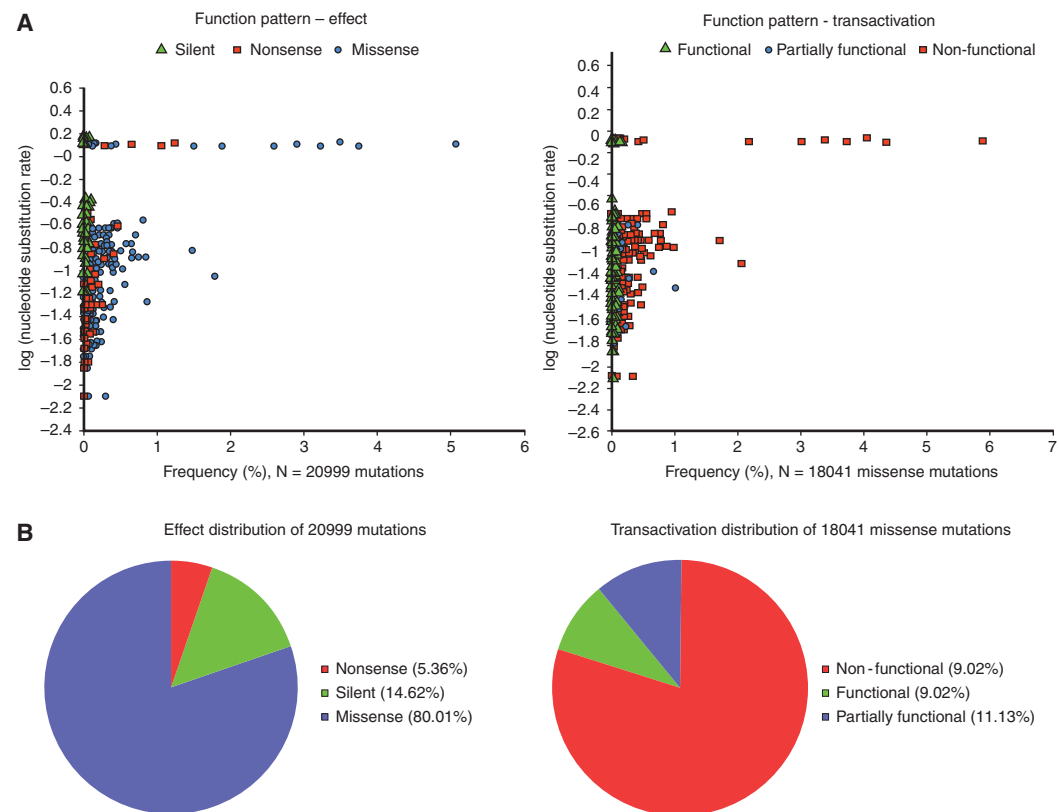 A
Function pattern – effect
Silent Nonsense Missense
log (nucleotide substitution rate)
0.6
0.4
0.2
–0
–0.2
–0.4
–0.6
–0.8
–1
–1.2
–1.4
–1.6
–1.8
–2
–2.2
–2.4
0 1 2 3 4 5 6
Frequency (%), N = 20999 mutations
Function pattern - transactivation
Functional Partially functional Non-functional
log (nucleotide substitution rate)
0.6
0.4
0.2
0
–0.2
–0.4
–0.6
–0.8
–1
–1.4
–1.4
–1.6
–1.8
–2
–2.2
–2.4
–2.6
0 1 2 3 4 5 6 7
Frequency (%), N = 18041 missense mutations
B
Effect distribution of 20999 mutations
Nonsense (5.36%)
Silent (14.62%)
Missense (80.01%)
Transactivation distribution of 18041 missense mutations
Non-functional (9.02%)
Functional (9.02%)
Partially functional (11.13%)